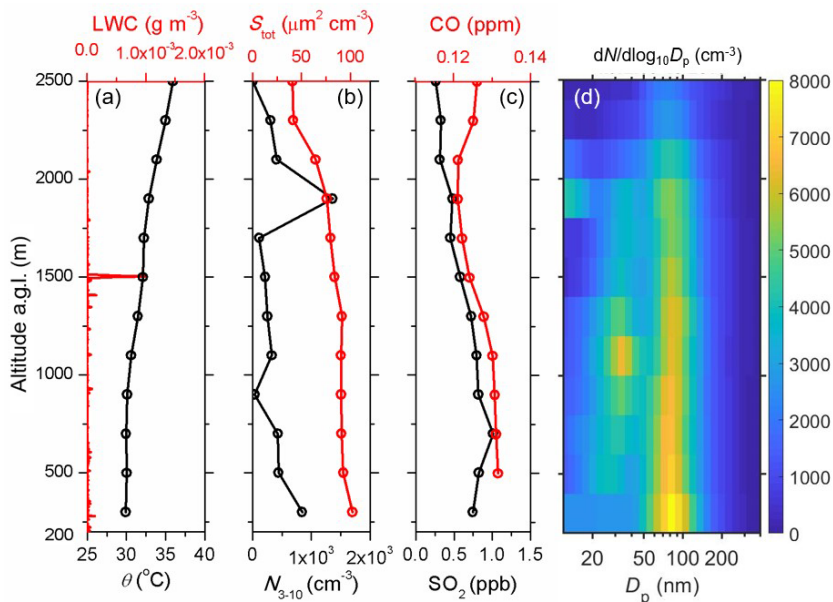 LWC (g m⁻³)
0.0 1.0x10⁻³ 2.0x10⁻³
S_tot (μm² cm⁻³)
0 50 100
CO (ppm)
0.12 0.14
dN/dlog₁₀D_p (cm⁻³)
(a) (b) (c) (d)
Altitude a.g.l. (m)
2500
2000
1500
1000
500
200
25 30 35 40
θ (°C)
0 1x10³ 2x10³
N₃₋₁₀ (cm⁻³)
0.0 0.5 1.0 1.5
SO₂ (ppb)
20 50 100 200
D_p (nm)
8000
7000
6000
5000
4000
3000
2000
1000
0